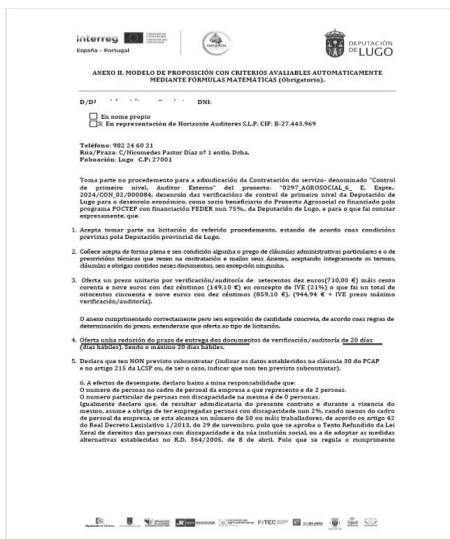 Interreg
España - Portugal
DEPUTACIÓN
DE LUGO
ANEXO II. MODELO DE PROPOSICIÓN CON CRITERIOS AVALIABLES AUTOMATICAMENTE
MEDIANTE FÓRMULAS MATEMÁTICAS (Obrigatorio).
D/Dª DNI:
En nome propio
X En representación de Horizonte Auditores S.L.P. CIF: B-27.443.969
Teléfono: 982 24 60 21
Rúa/Praza: C/Nicomedes Pastor Díaz nº 1 entlo. Dcha.
Poboación: Lugo C.P: 27001
Toma parte no procedemento para a adxudicación da Contratación do servizo- denominado "Control
de primeiro nivel, Auditor Externo" del proxecto: "0297_AGROSOCIAL_6_ E, Expte.
2024/CON_02/000084, desenrolo das verificacións de control de primeiro nivel da Deputación de
Lugo para o desenrolo económico, como socio beneficiario do Proxecto Agrosocial co financiado polo
programa POCTEP con financiación FEDER nun 75%, da Deputación de Lugo, e para o que fai constar
expresamente, que:
1. Acepta tomar parte na licitación do referido procedemento, estando de acordo coas condicións
previstas pola Deputación provincial de Lugo.
2. Coñece e acepta de forma plena e sen condición algunha o prego de cláusulas administrativas particulares e o de
prescricións técnicas que rexen na contratación e mailos seus Anexos, aceptando integramente os termos,
cláusulas e obrigas contidos neses documentos, sen excepción ningunha.
3. Oferta un prezo unitario por verificación/auditoría de: setecentos dez euros(710,00 €) máis cento
corenta e nove euros con dez céntimos (149,10 €) en concepto de IVE (21%) o que fai un total de
oitocentos cincuenta e nove euros con dez céntimos (859,10 €). (944,94 € + IVE prezo máximo
verificación/auditoría).
O anexo cumprimentado correctamente pero sen expresión de cantidade concreta, de acordo coas regras de
determinación do prezo, entenderase que oferta ao tipo de licitación.
4. Oferta unha redución do prazo de entrega dos documentos de verificación/auditoría de 20 días
(días hábiles). Sendo o máximo 20 días hábiles.
5. Declara que ten NON previsto subcontratar (indicar os datos establecidos na cláusula 30 do PCAP
e no artigo 215 da LCSP ou, de ser o caso, indicar que non ten previsto subcontratar).
6. A efectos de desempate, declaro baixo a miña responsabilidade que:
O numero de persoas no cadro de persoal da empresa a que represento e de 2 persoas.
O numero particular de persoas con discapacidade na mesma é de 0 persoas.
Igualmente declaro que, de resultar adxudicataria do presente contrato e durante a vixencia do
mesmo, asume a obriga de ter empregadas persoas con discapacidade nun 2%, cando menos do cadro
de persoal da empresa, se esta alcanza un número de 50 ou máis traballadores, de acordo co artigo 42
do Real Decreto Lexislativo 1/2013, do 29 de novembro, polo que se aproba o Texto Refundido da Lei
Xeral de dereitos das persoas con discapacidade e da súa inclusión social, ou a de adoptar as medidas
alternativas establecidas no R.D. 364/2005, de 8 de abril. Polo que se regula o cumprimento